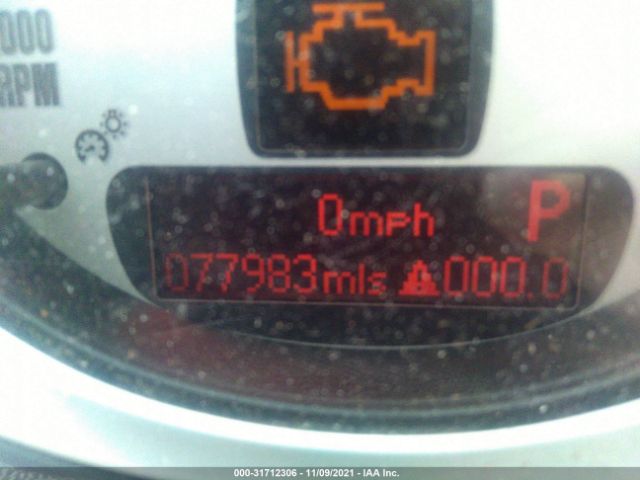 000
RPM
0mph P
077983mls 000.0
000-31712306 - 11/09/2021 - IAA Inc.